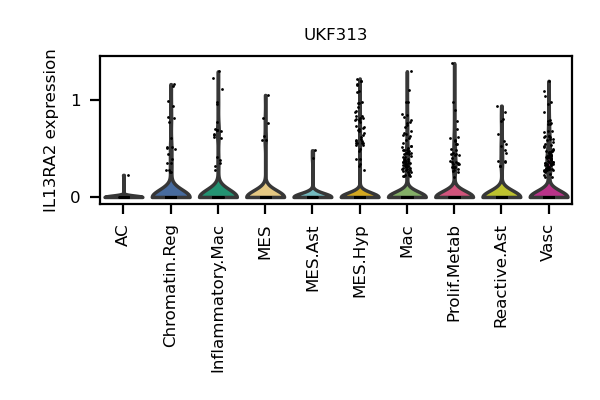 UKF313
IL13RA2 expression
1
0
AC
Chromatin.Reg
Inflammatory.Mac
MES
MES.Ast
MES.Hyp
Mac
Prolif.Metab
Reactive.Ast
Vasc